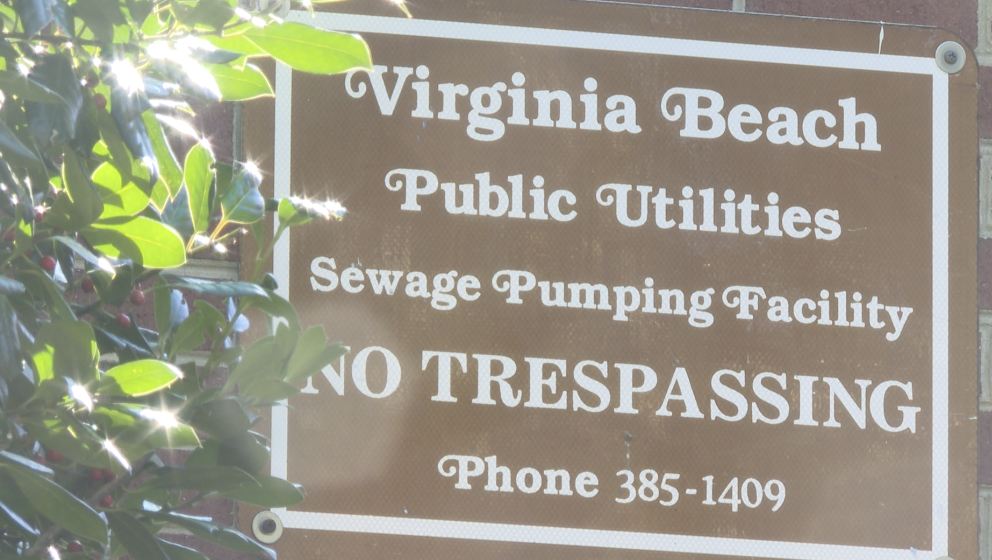 Virginia Beach
Public Utilities
Sewage Pumping Facility
NO TRESPASSING
Phone 385-1409